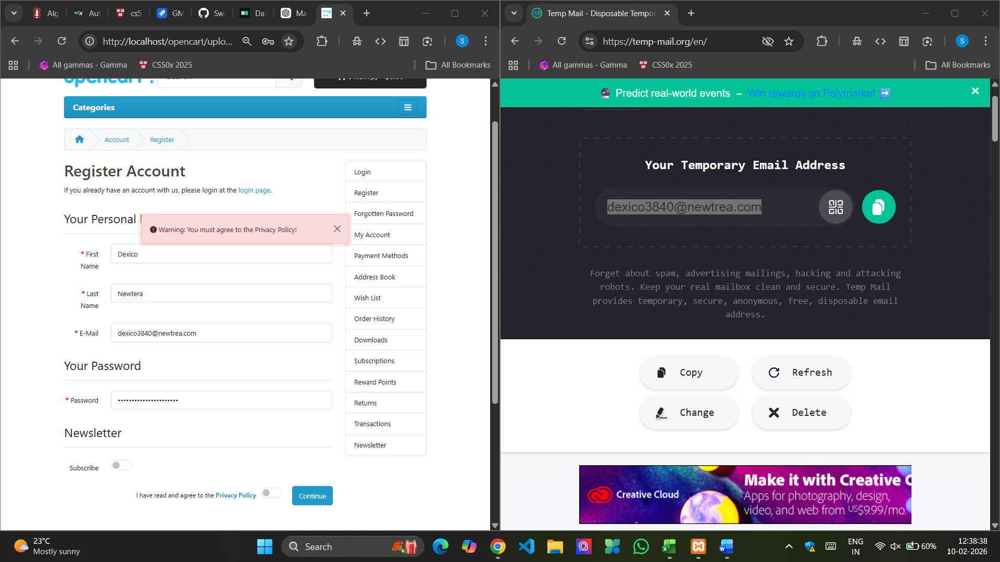 Alg
edX
Aut
cs5
GM
Sw
Da
Ma
http://localhost/opencart/uplo...
S
All gammas - Gamma
CS50x 2025
All Bookmarks
Categories
Account
Register
Register Account
If you already have an account with us, please login at the login page.
Your Personal
Warning: You must agree to the Privacy Policy!
* First Name
Dexico
* Last Name
Newtera
* E-Mail
dexico3840@newtrea.com
Your Password
* Password
••••••••••••••••••••••
Newsletter
Subscribe
I have read and agree to the Privacy Policy
Continue
Login
Register
Forgotten Password
My Account
Payment Methods
Address Book
Wish List
Order History
Downloads
Subscriptions
Reward Points
Returns
Transactions
Newsletter
Temp Mail - Disposable Tempor
https://temp-mail.org/en/
S
All gammas - Gamma
CS50x 2025
All Bookmarks
Predict real-world events – Win rewards on Polymarket
Your Temporary Email Address
dexico3840@newtrea.com
Forget about spam, advertising mailings, hacking and attacking
robots. Keep your real mailbox clean and secure. Temp Mail
provides temporary, secure, anonymous, free, disposable email
address.
Copy
Refresh
Change
Delete
Creative Cloud
Make it with Creative C
Apps for photography, design,
video, and web from US$9.99/mo.
23°C
Mostly sunny
Search
ENG
IN
60%
12:38:38
10-02-2026